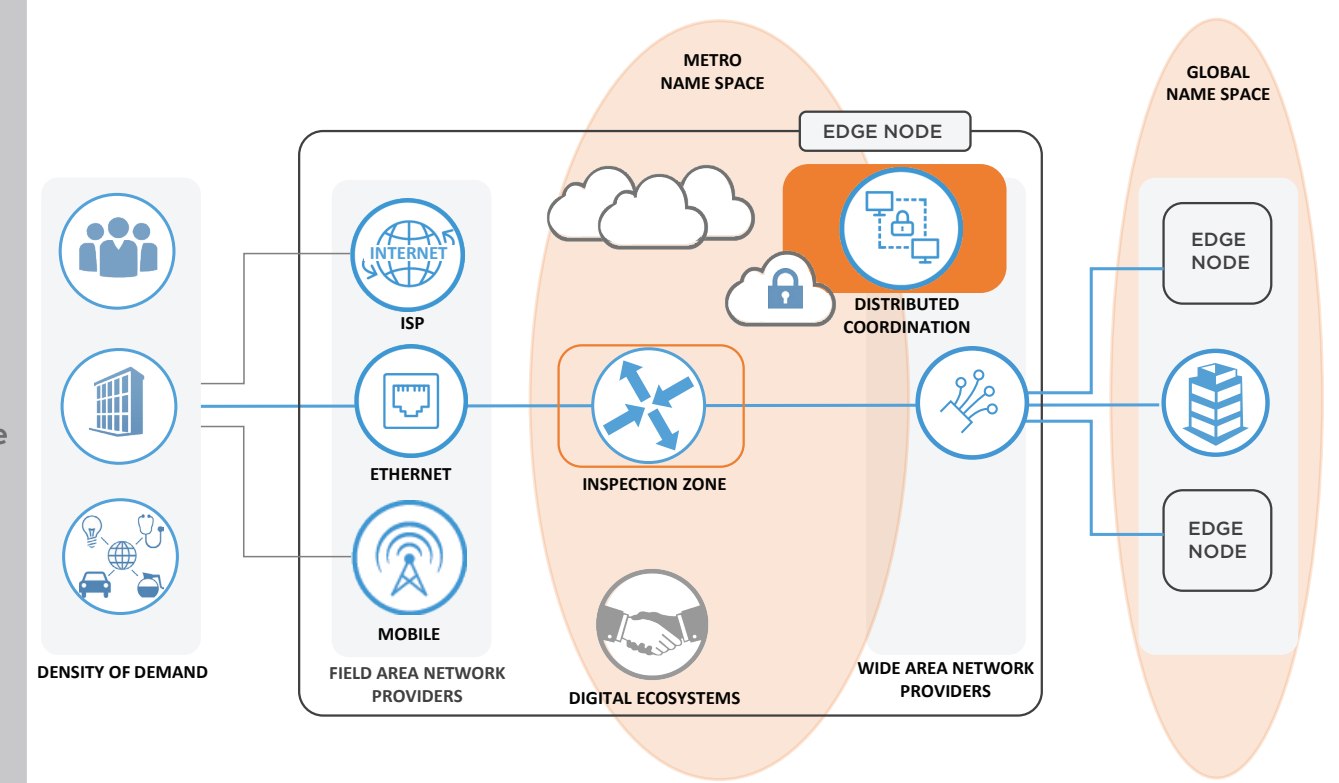 METRO
NAME SPACE
GLOBAL
NAME SPACE
EDGE NODE
INTERNET
ISP
ETHERNET
MOBILE
DISTRIBUTED
COORDINATION
INSPECTION ZONE
DIGITAL ECOSYSTEMS
EDGE
NODE
EDGE
NODE
DENSITY OF DEMAND
FIELD AREA NETWORK
PROVIDERS
WIDE AREA NETWORK
PROVIDERS
e